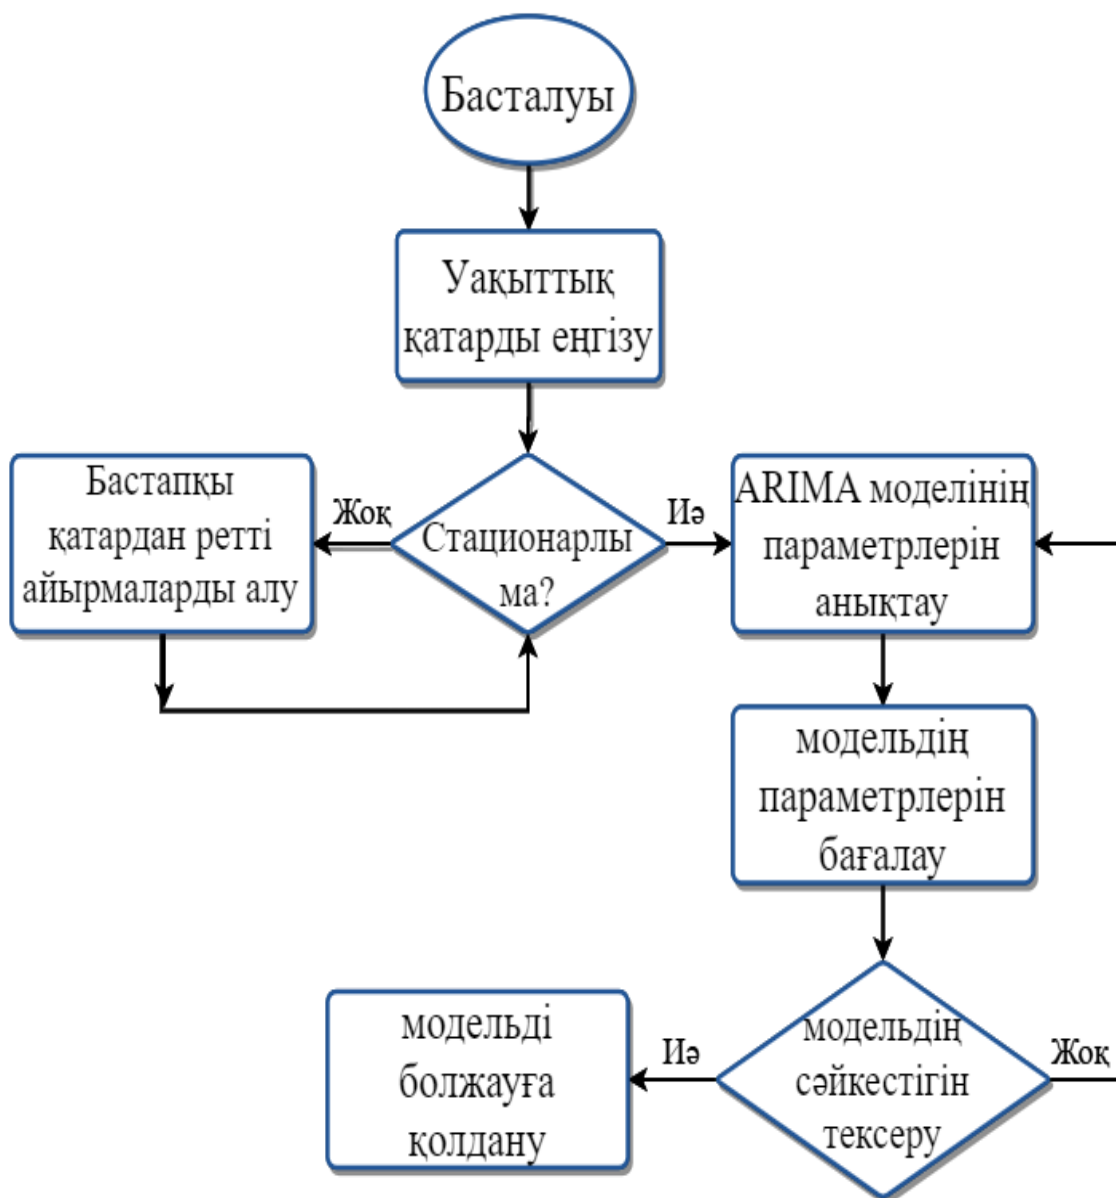 Басталуы
Уақыттық
қатарды еңгізу
Бастапқы
қатардан ретті
айырмаларды алу
Жоқ
Стационарлы
ма?
Иә
ARIMA моделінің
параметрлерін
анықтау
модельдің
параметрлерін
бағалау
модельді
болжауға
қолдану
Иә
модельдің
сәйкестігін
тексеру
Жоқ